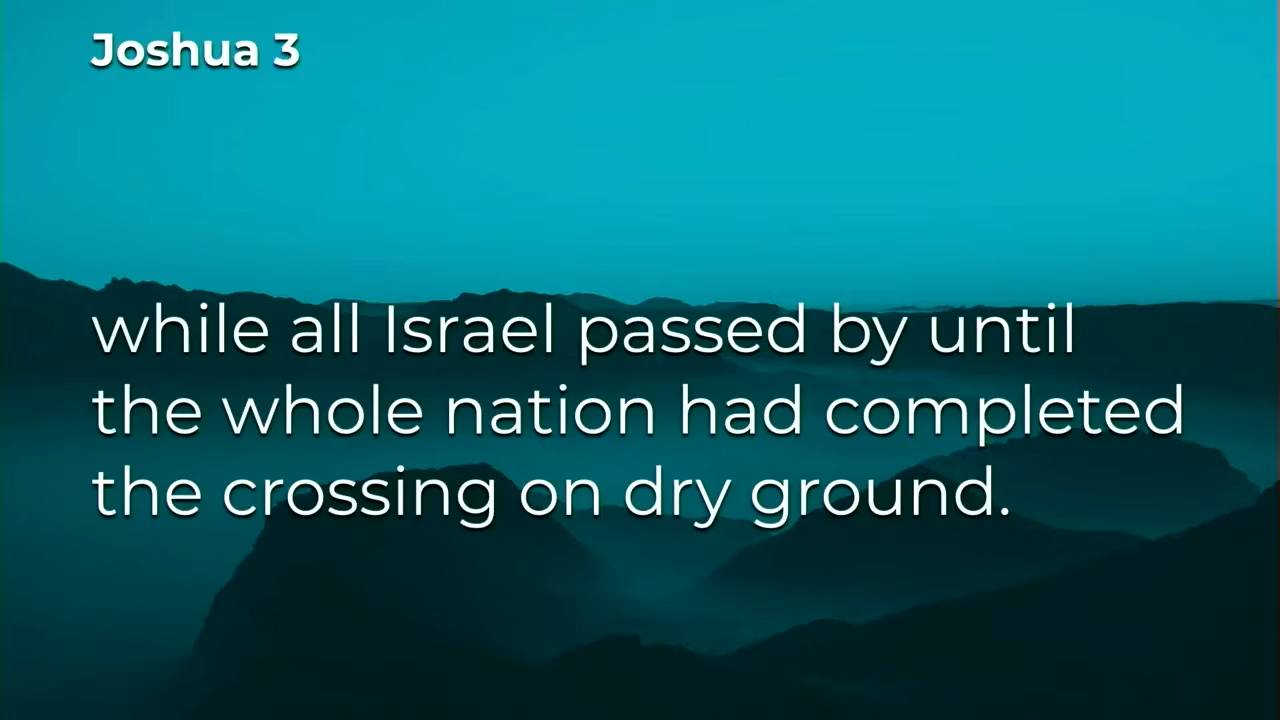 Joshua 3
while all Israel passed by until
the whole nation had completed
the crossing on dry ground.